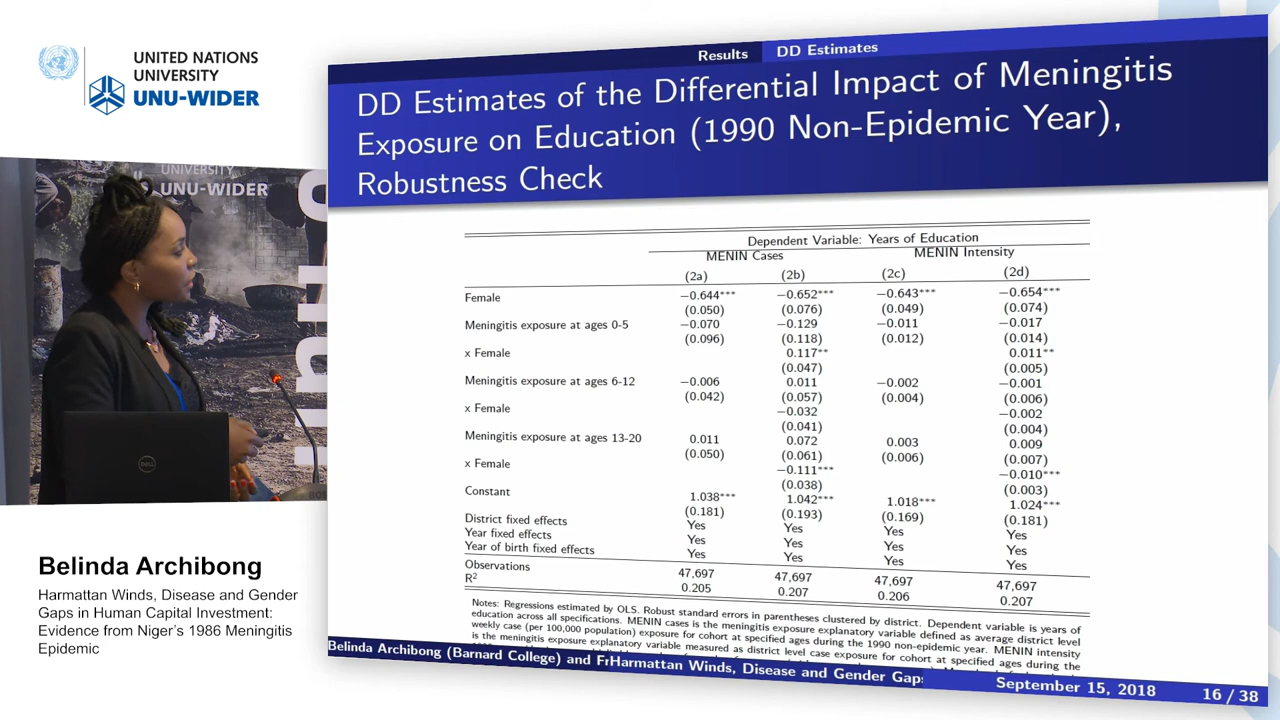 UNITED NATIONS
UNIVERSITY
UNU-WIDER
UNIVERSITY
UNU-WIDER
DELL
Belinda Archibong
Harmattan Winds, Disease and Gender
Gaps in Human Capital Investment:
Evidence from Niger's 1986 Meningitis
Epidemic
Results DD Estimates
DD Estimates of the Differential Impact of Meningitis
Exposure on Education (1990 Non-Epidemic Year),
Robustness Check
Dependent Variable: Years of Education
MENIN Cases MENIN Intensity
(2a) (2b) (2c) (2d)
Female −0.644*** −0.652*** −0.643*** −0.654***
(0.050) (0.076) (0.049) (0.074)
Meningitis exposure at ages 0-5 −0.070 −0.129 −0.011 −0.017
(0.096) (0.118) (0.012) (0.014)
x Female 0.117** 0.011**
(0.047) (0.005)
Meningitis exposure at ages 6-12 −0.006 0.011 −0.002 −0.001
(0.042) (0.057) (0.004) (0.006)
x Female −0.032 −0.002
(0.041) (0.004)
Meningitis exposure at ages 13-20 0.011 0.072 0.003 0.009
(0.050) (0.061) (0.006) (0.007)
x Female −0.111*** −0.010***
(0.038) (0.003)
Constant 1.038*** 1.042*** 1.018*** 1.024***
(0.181) (0.193) (0.169) (0.181)
District fixed effects Yes Yes Yes Yes
Year fixed effects Yes Yes Yes Yes
Year of birth fixed effects Yes Yes Yes Yes
Observations 47,697 47,697 47,697 47,697
R2 0.205 0.207 0.206 0.207
Notes: Regressions estimated by OLS. Robust standard errors in parentheses clustered by district. Dependent variable is years of
education across all specifications. MENIN cases is the meningitis exposure explanatory variable defined as average district level
weekly case (per 100,000 population) exposure for cohort at specified ages during the 1990 non-epidemic year. MENIN intensity
is the meningitis exposure explanatory variable measured as district level case exposure for cohort at specified ages during the
Belinda Archibong (Barnard College) and FrHarmattan Winds, Disease and Gender Gap September 15, 2018 16 / 38